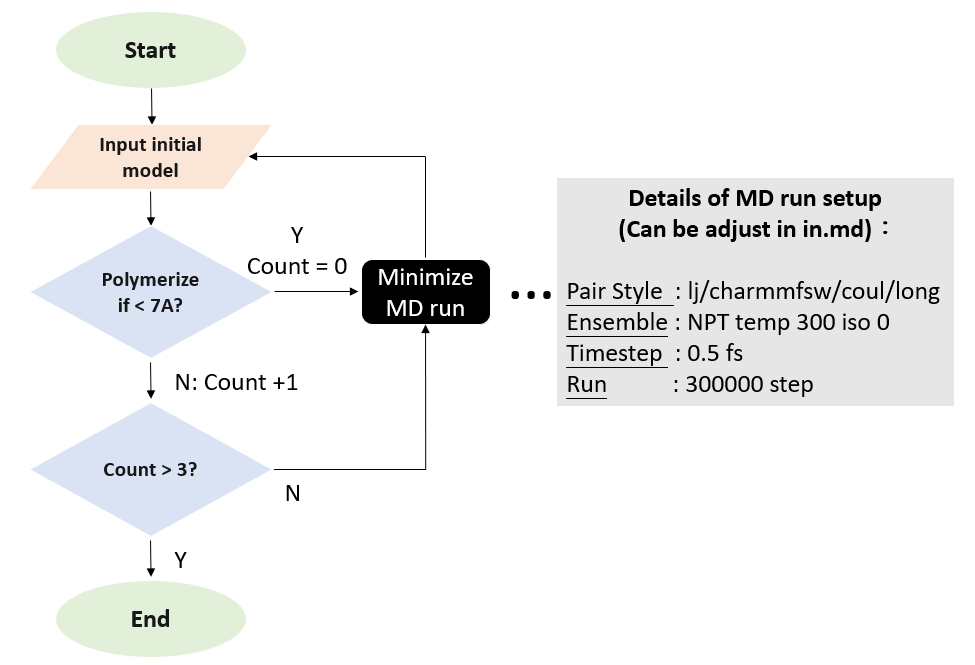 Start
Input initial
model
Polymerize
if < 7A?
Y
Count = 0
Minimize
MD run
N: Count +1
Count > 3?
N
Y
End
Details of MD run setup
(Can be adjust in in.md)：
Pair Style : lj/charmmfsw/coul/long
Ensemble : NPT temp 300 iso 0
Timestep : 0.5 fs
Run : 300000 step